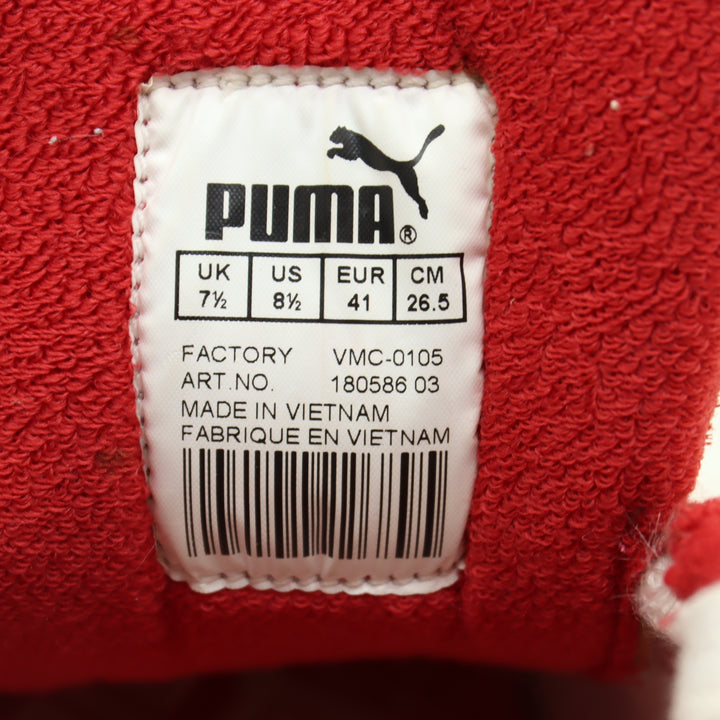 PUMA®
UK US EUR CM
7½ 8½ 41 26.5
FACTORY VMC-0105
ART.NO. 180586 03
MADE IN VIETNAM
FABRIQUE EN VIETNAM